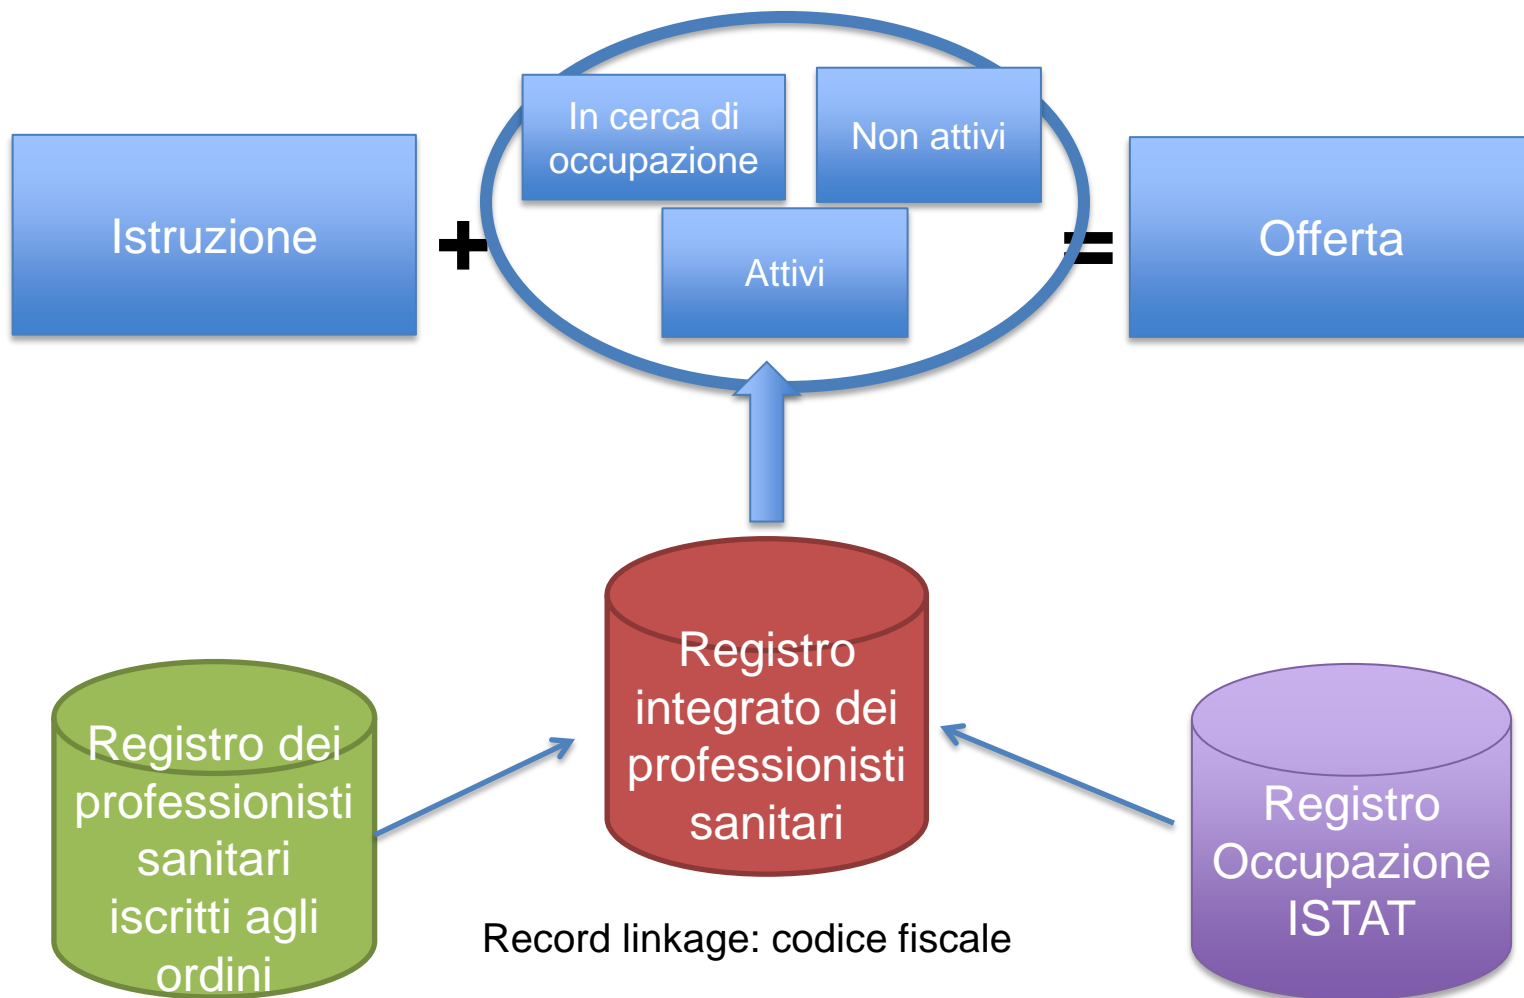 In cerca di
occupazione
Non attivi
Istruzione
+
Attivi
=
Offerta
Registro
integrato dei
professionisti
sanitari
Registro dei
professionisti
sanitari
iscritti agli
ordini
Registro
Occupazione
ISTAT
Record linkage: codice fiscale